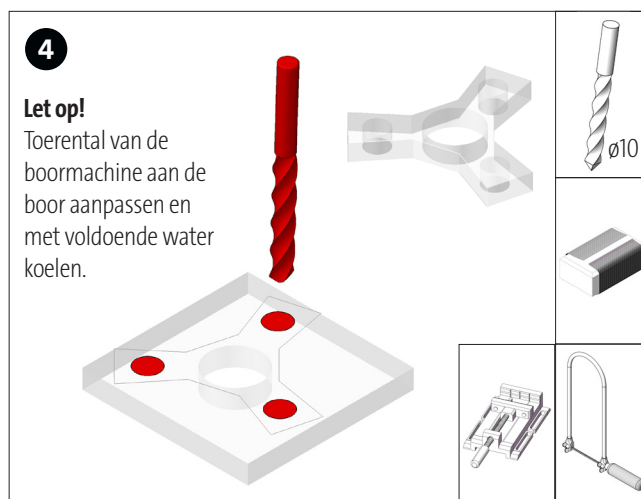 4
Let op!
Toerental van de
boormachine aan de
boor aanpassen en
met voldoende water
koelen.
ø10